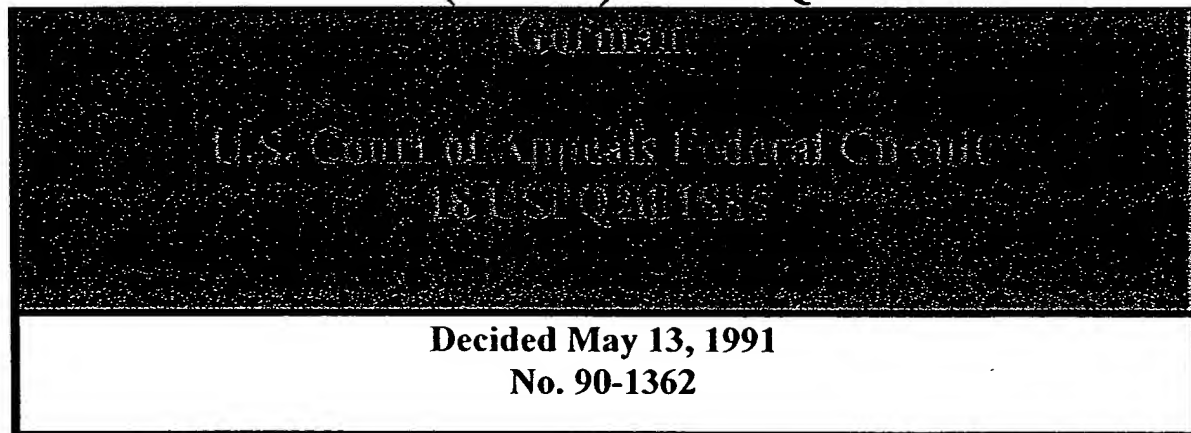 Gorman
U.S. Court of Appeals Federal Circuit
18 USPQ2d 1885
Decided May 13, 1991
No. 90-1362